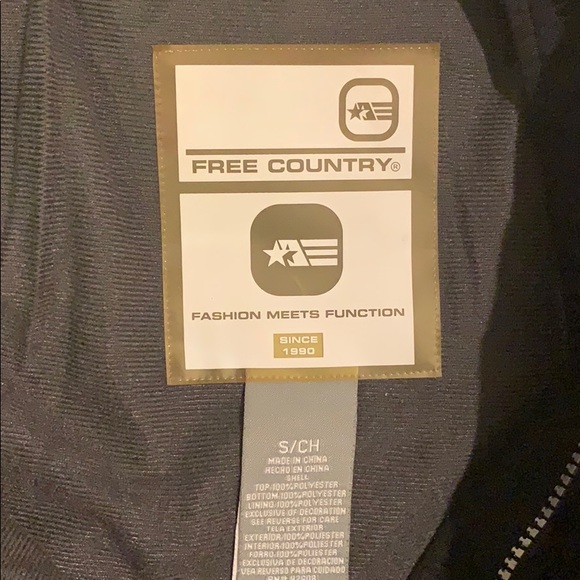 FREE COUNTRY®
FASHION MEETS FUNCTION
SINCE
1990
S/CH
MADE IN CHINA
HECHO EN CHINA
SHELL
TOP:100%POLYESTER
BOTTOM:100%POLYESTER
LINING:100%POLYESTER
EXCLUSIVE OF DECORATION
SEE REVERSE FOR CARE
TELA EXTERIOR
EXTERIOR:100%POLIESTER
INTERIOR:100%POLIESTER
FORRO:100%POLIESTER
EXCLUSIVO DE DECORACION
VEA REVERSO PARA CUIDADO